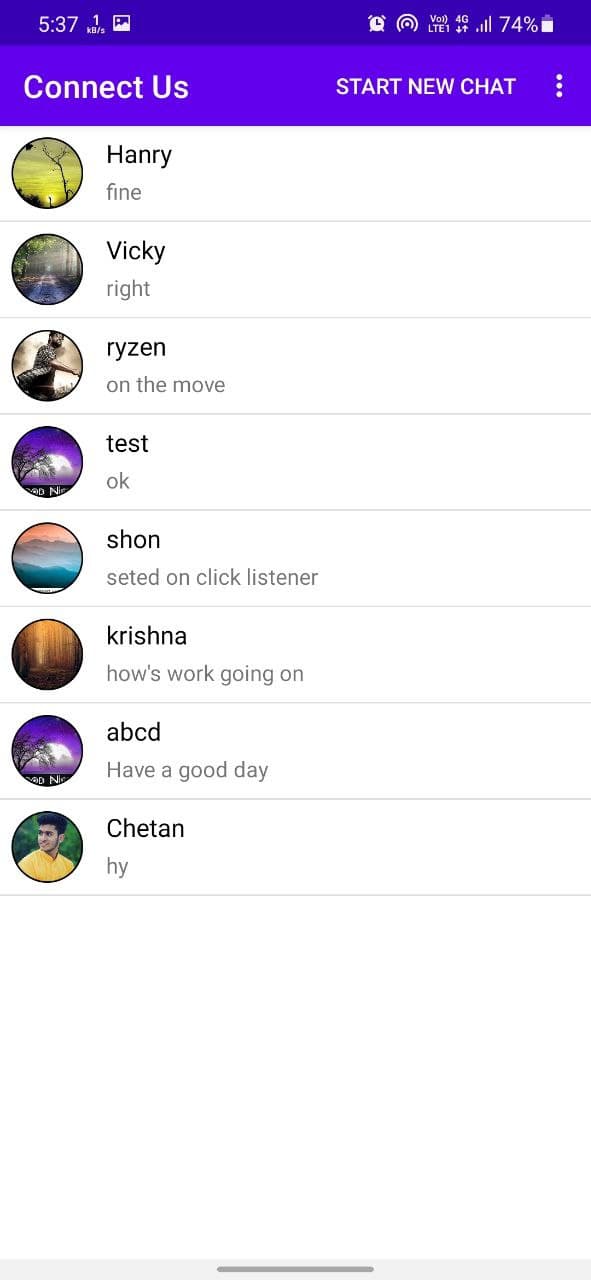 5:37 1 kB/s Vo) 4G LTE1 74%
Connect Us START NEW CHAT
Hanry
fine
Vicky
right
ryzen
on the move
test
ok
shon
seted on click listener
krishna
how's work going on
abcd
Have a good day
Chetan
hy